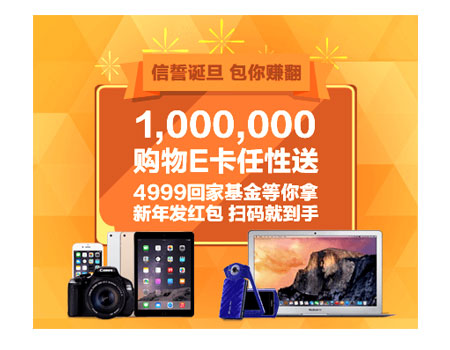 信誓诞旦 包你赚翻
1,000,000
购物E卡任性送
4999回家基金等你拿
新年发红包 扫码就到手
Canon